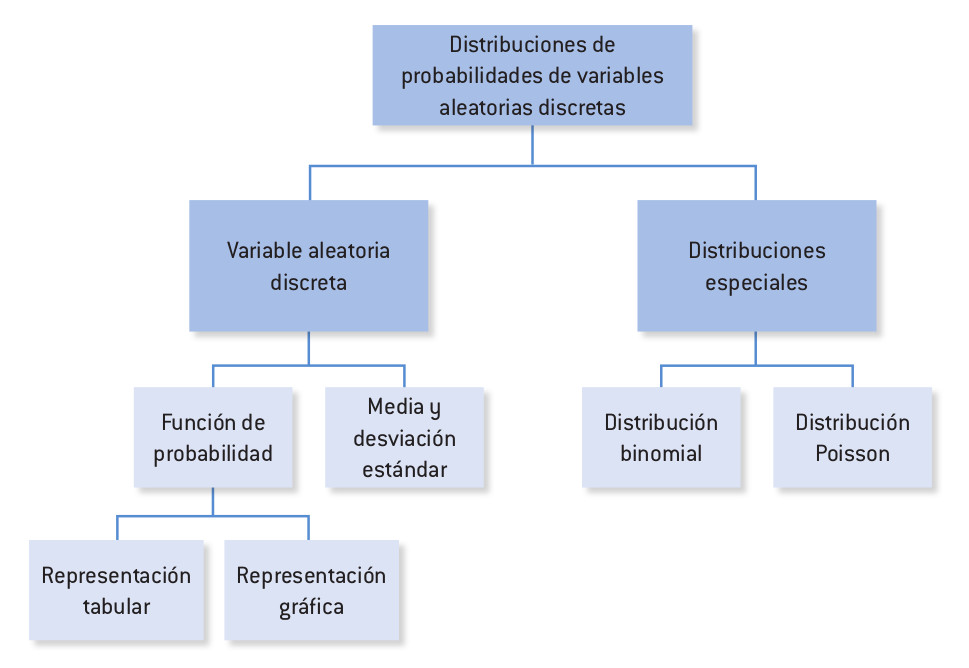 Distribuciones de
probabilidades de variables
aleatorias discretas
Variable aleatoria
discreta
Distribuciones
especiales
Función de
probabilidad
Media y
desviación
estándar
Distribución
binomial
Distribución
Poisson
Representación
tabular
Representación
gráfica